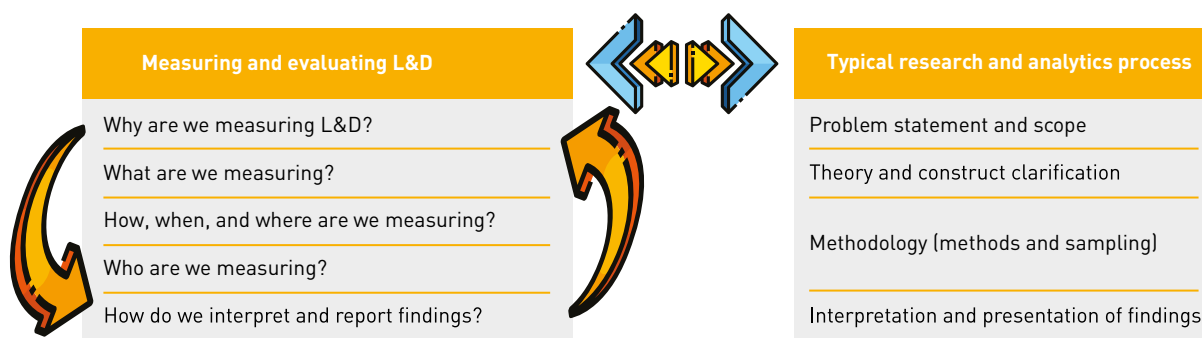 Measuring and evaluating L&D
Why are we measuring L&D?
What are we measuring?
How, when, and where are we measuring?
Who are we measuring?
How do we interpret and report findings?
Typical research and analytics process
Problem statement and scope
Theory and construct clarification
Methodology (methods and sampling)
Interpretation and presentation of findings